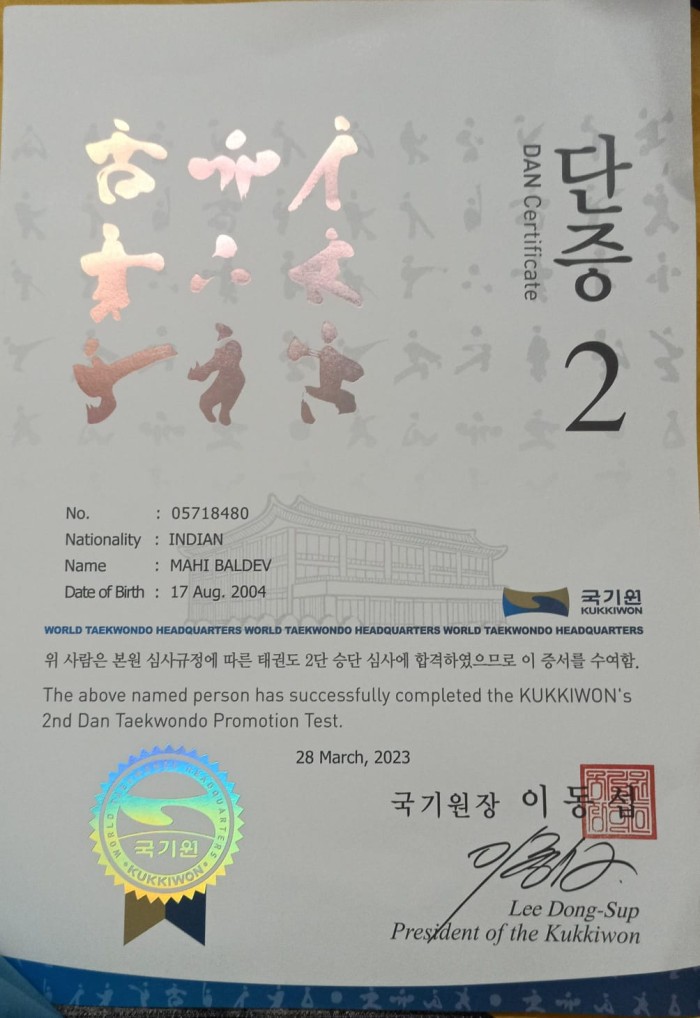 단증
DAN Certificate
2
No. : 05718480
Nationality : INDIAN
Name : MAHI BALDEV
Date of Birth : 17 Aug. 2004
국기원
KUKKIWON
WORLD TAEKWONDO HEADQUARTERS WORLD TAEKWONDO HEADQUARTERS WORLD TAEKWONDO HEADQUARTERS
위 사람은 본원 심사규정에 따른 태권도 2단 승단 심사에 합격하였으므로 이 증서를 수여함.
The above named person has successfully completed the KUKKIWON's
2nd Dan Taekwondo Promotion Test.
28 March, 2023
WORLD TAEKWONDO HEADQUARTERS
국기원
•KUKKIWON•
국기원장 이동섭
Lee Dong-Sup
President of the Kukkiwon